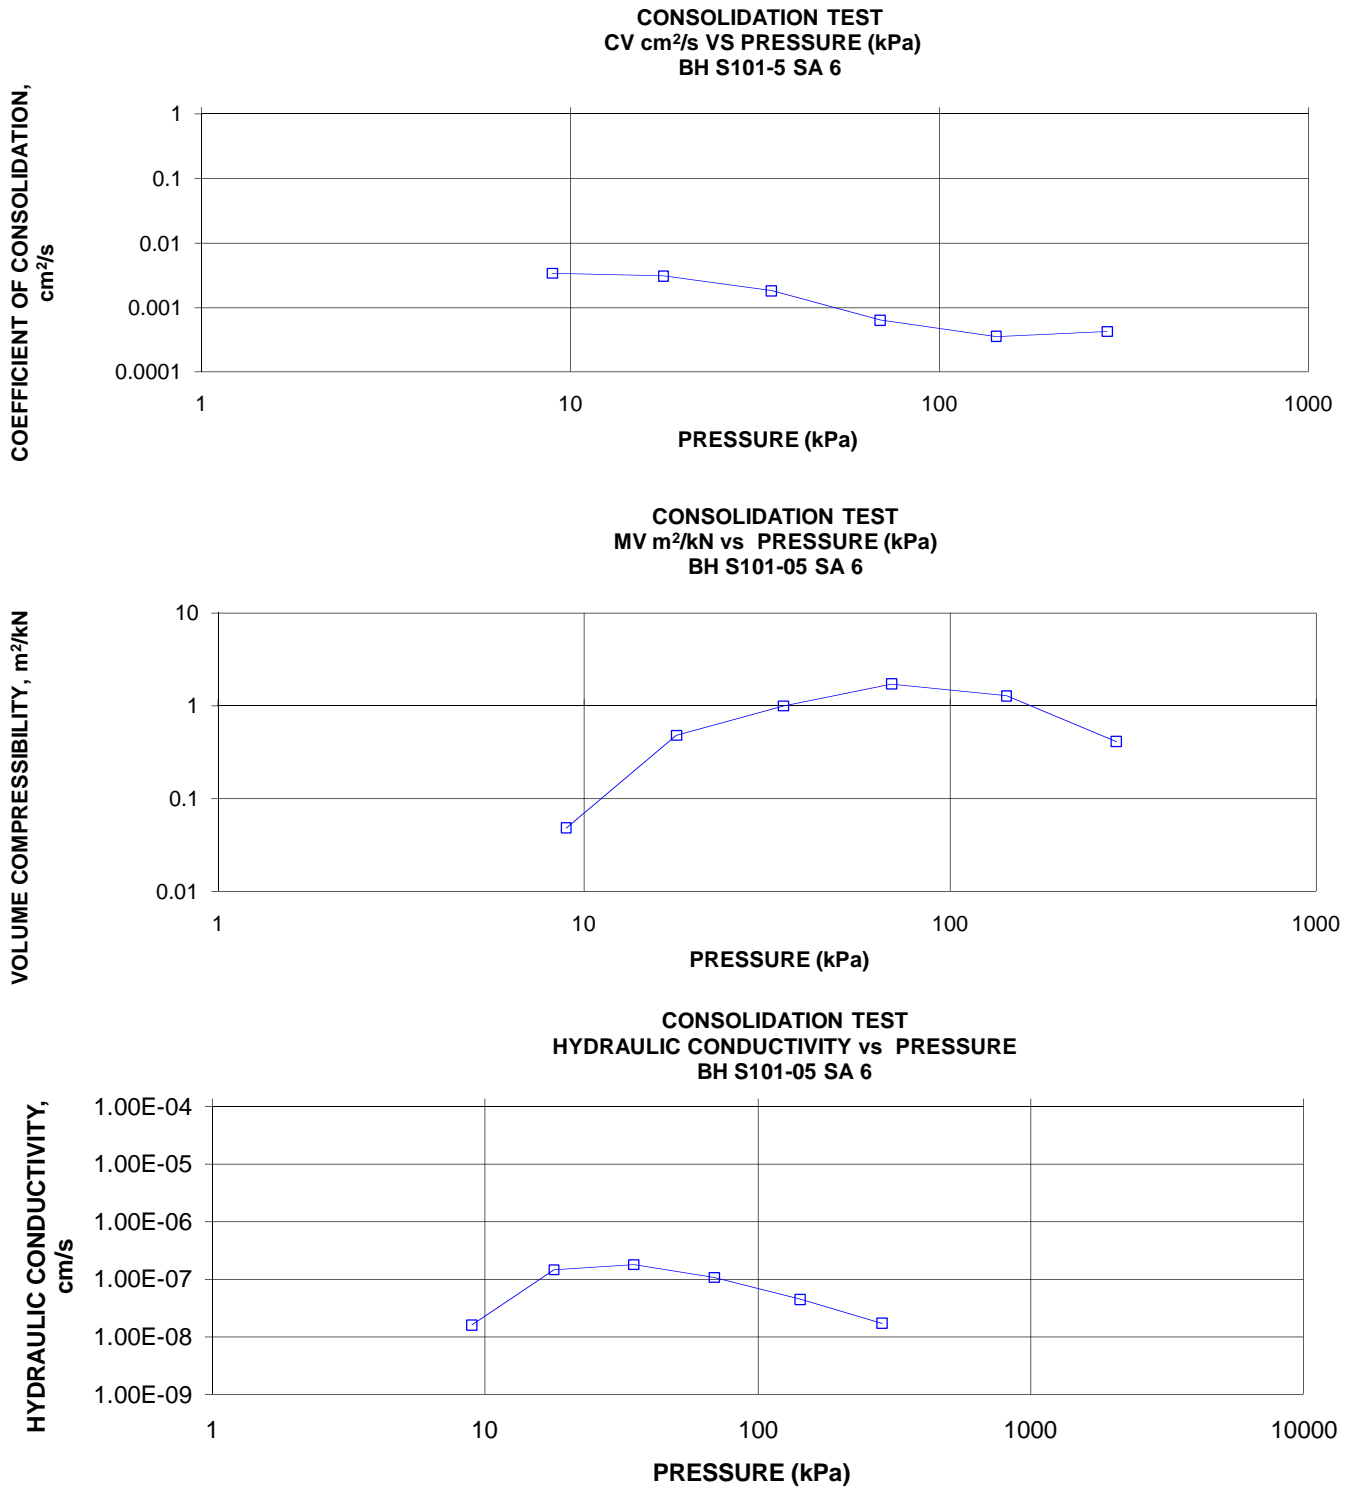 CONSOLIDATION TEST
CV cm²/s VS PRESSURE (kPa)
BH S101-5 SA 6
COEFFICIENT OF CONSOLIDATION,
cm²/s
1
0.1
0.01
0.001
0.0001
1 10 100 1000
PRESSURE (kPa)
CONSOLIDATION TEST
MV m²/kN vs PRESSURE (kPa)
BH S101-05 SA 6
VOLUME COMPRESSIBILITY, m²/kN
10
1
0.1
0.01
1 10 100 1000
PRESSURE (kPa)
CONSOLIDATION TEST
HYDRAULIC CONDUCTIVITY vs PRESSURE
BH S101-05 SA 6
HYDRAULIC CONDUCTIVITY,
cm/s
1.00E-04
1.00E-05
1.00E-06
1.00E-07
1.00E-08
1.00E-09
1 10 100 1000 10000
PRESSURE (kPa)